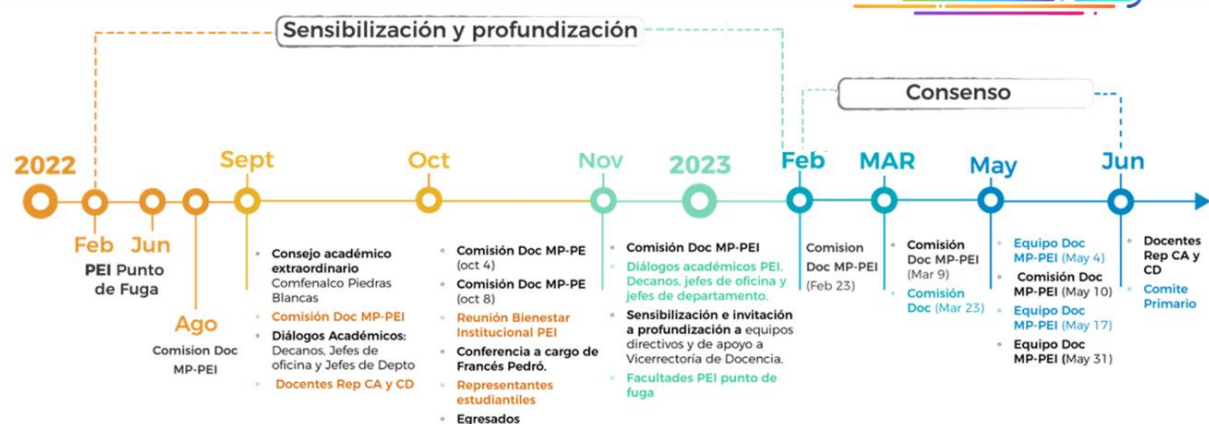 Sensibilización y profundización
Consenso
2022
Sept
Oct
Nov
2023
Feb
MAR
May
Jun
Feb
Jun
PEI Punto
de Fuga
Ago
Comision Doc
MP-PEI
Consejo académico
extraordinario
Comfenalco Piedras
Blancas
Comisión Doc MP-PEI
Diálogos Académicos:
Decanos, Jefes de
oficina y Jefes de Depto
Docentes Rep CA y CD
Comisión Doc MP-PE
(oct 4)
Comisión Doc MP-PE
(oct 8)
Reunión Bienestar
Institucional PEI
Conferencia a cargo de
Francés Pedró.
Representantes
estudiantiles
Egresados
Comisión Doc MP-PEI
Diálogos académicos PEI.
Decanos, jefes de oficina y
jefes de departamento.
Sensibilización e invitación
a profundización a equipos
directivos y de apoyo a
Vicerrectoría de Docencia.
Facultades PEI punto de
fuga
Comision
Doc MP-PEI
(Feb 23)
Comisión
Doc MP-PEI
(Mar 9)
Comisión
Doc (Mar 23)
Equipo Doc
MP-PEI (May 4)
Comisión Doc
MP-PEI (May 10)
Equipo Doc
MP-PEI (May 17)
Equipo Doc
MP-PEI (May 31)
Docentes
Rep CA y
CD
Comite
Primario